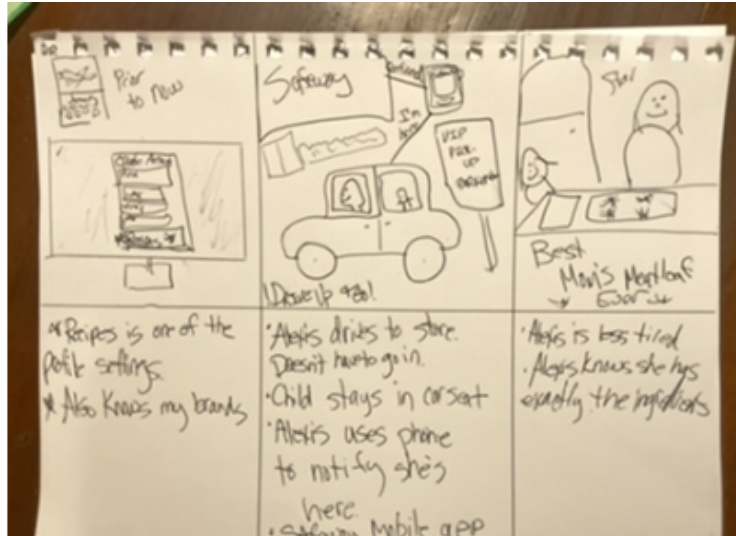 Prior
to now
Safeway
I'm
here
VIP
PICK-
UP
PARKING
Drive Up & Go!
Best
Mom's Meatloaf
Ever
* Recipes is one of the
profile settings.
* Also knows my brands
• Alexis drives to store.
Doesn't have to go in.
• Child stays in carseat
• Alexis uses phone
to notify she's
here.
• Safeway Mobile app
• Alexis is less tired
• Alexis knows she has
exactly the ingredients